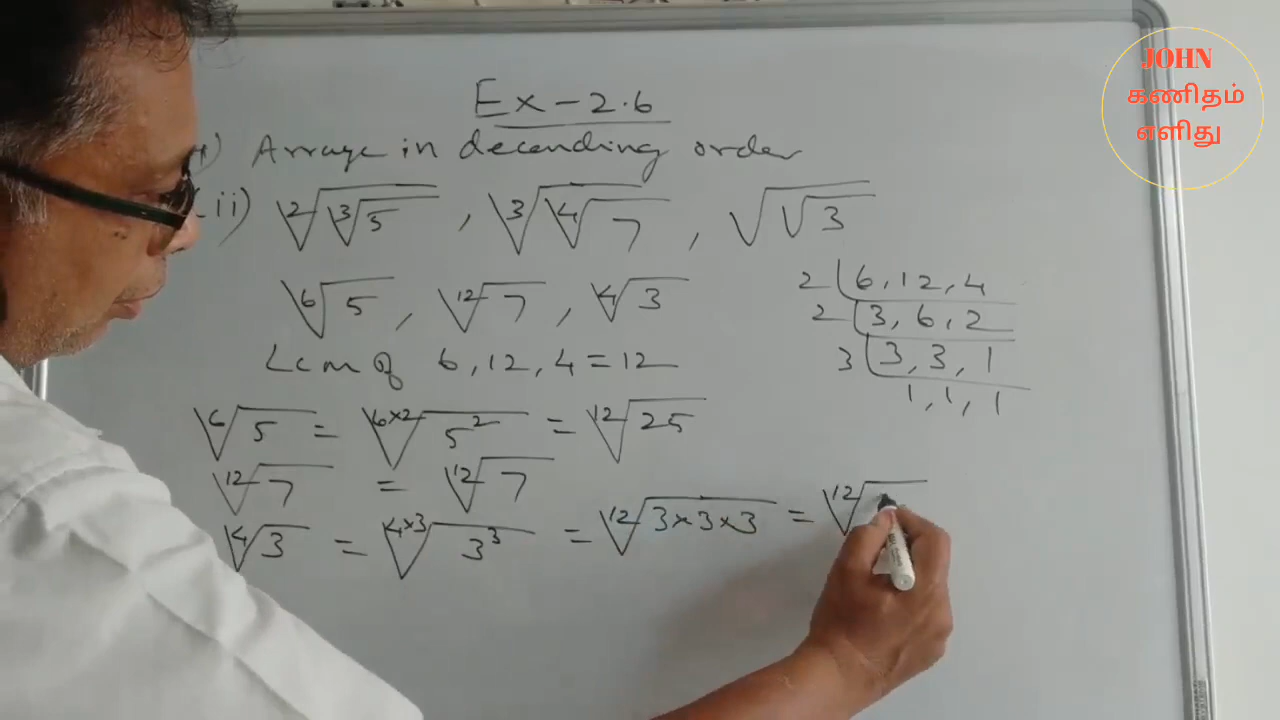 JOHN
கணிதம்
எளிது
Ex-2.6
) Arrage in decending order
(ii) ²√³√5 , ³√⁴√7 , √√3
⁶√5 , ¹²√7 , ⁴√3
Lcm of 6,12,4 = 12
2 | 6,12,4
2 | 3,6,2
3 | 3,3,1
1,1,1
⁶√5 = ⁶ˣ²√5² = ¹²√25
¹²√7 = ¹²√7
⁴√3 = ⁴ˣ³√3³ = ¹²√3×3×3 = ¹²√